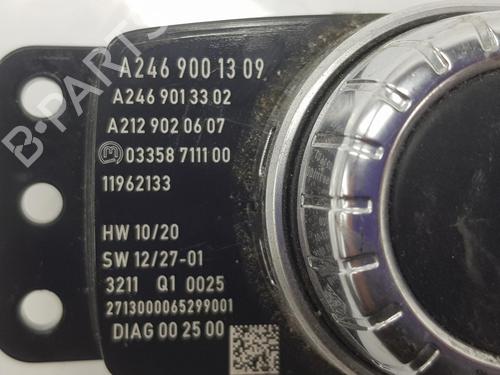 A246 900 13 09
A246 901 33 02
A212 902 06 07
03358 7111 00
11962133
HW 10/20
SW 12/27-01
3211 Q1 0025
2713000065299001
DIAG 00 25 00
B-PARTS